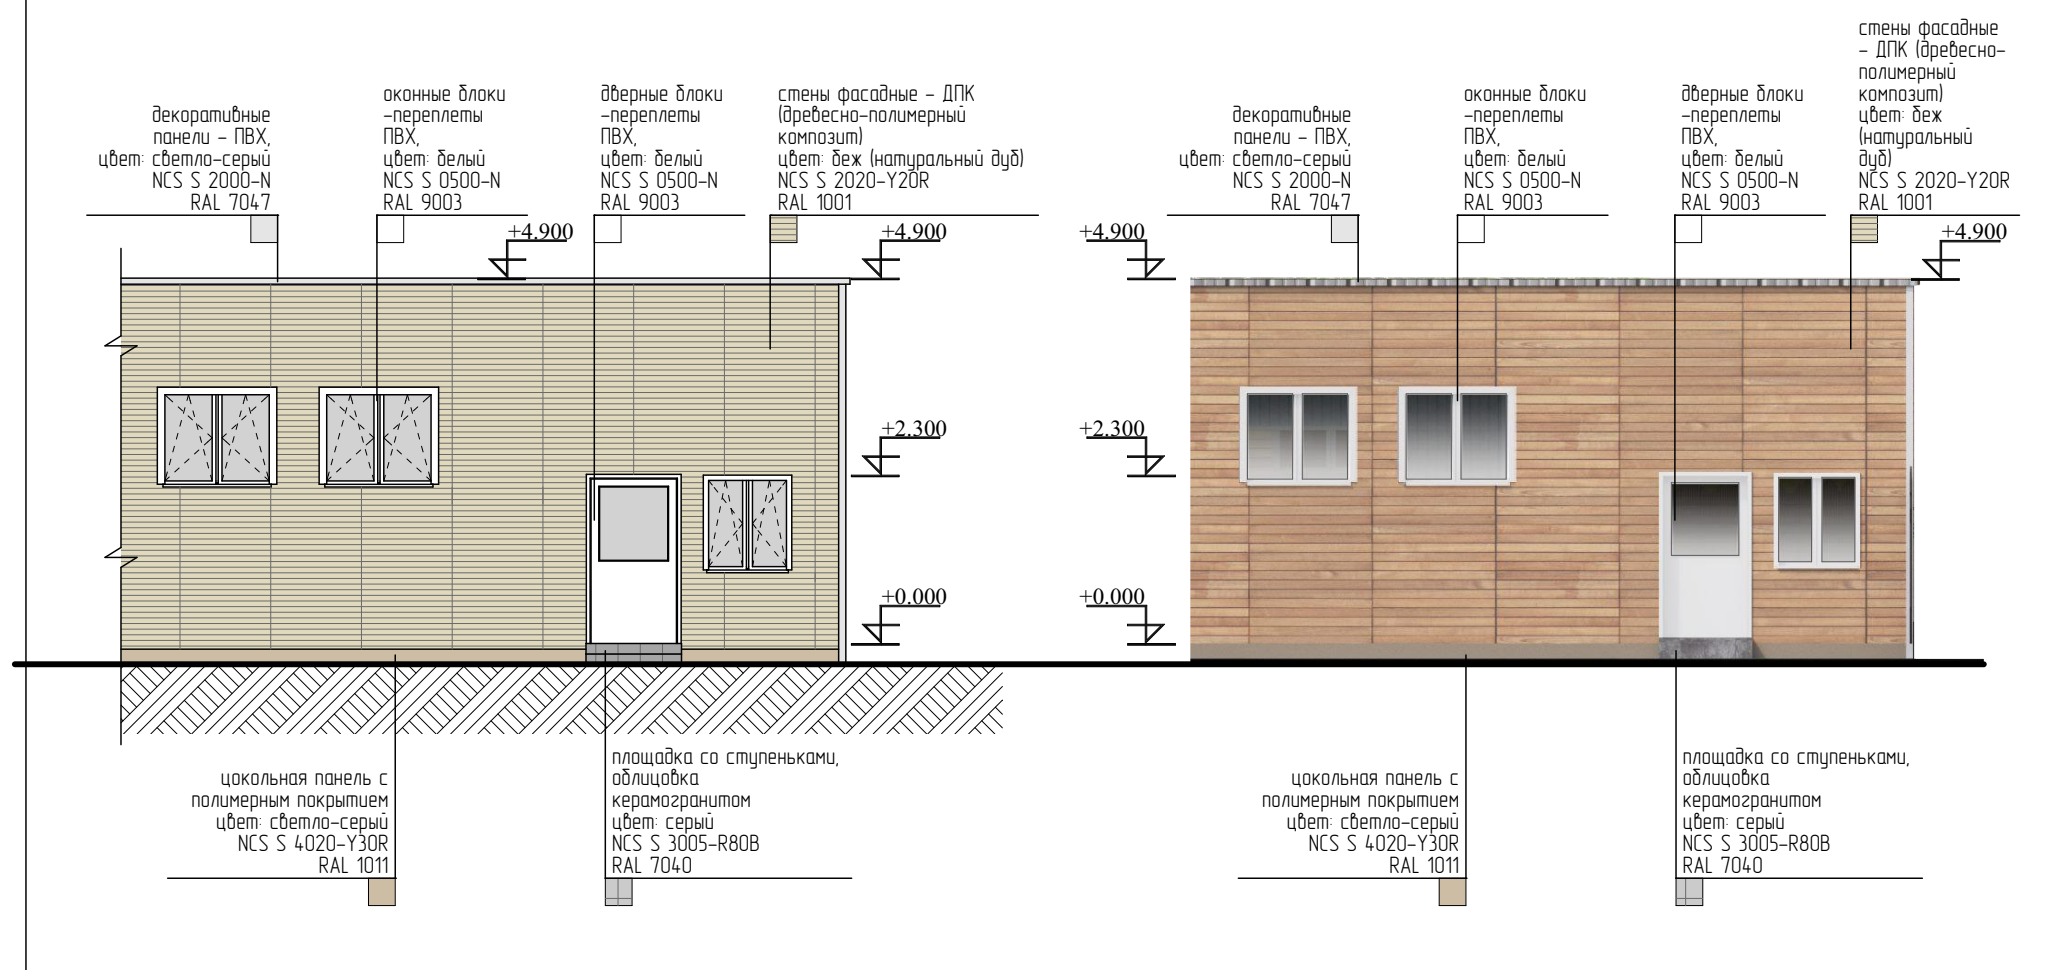 декоративные
панели – ПВХ,
цвет: светло-серый
NCS S 2000-N
RAL 7047
оконные блоки
-переплеты
ПВХ,
цвет: белый
NCS S 0500-N
RAL 9003
дверные блоки
-переплеты
ПВХ,
цвет: белый
NCS S 0500-N
RAL 9003
стены фасадные – ДПК
(древесно-полимерный
композит)
цвет: беж (натуральный дуб)
NCS S 2020-Y20R
RAL 1001
+4.900
+4.900
+2.300
+0.000
цокольная панель с
полимерным покрытием
цвет: светло-серый
NCS S 4020-Y30R
RAL 1011
площадка со ступеньками,
облицовка
керамогранитом
цвет: серый
NCS S 3005-R80B
RAL 7040
декоративные
панели – ПВХ,
цвет: светло-серый
NCS S 2000-N
RAL 7047
оконные блоки
-переплеты
ПВХ,
цвет: белый
NCS S 0500-N
RAL 9003
дверные блоки
-переплеты
ПВХ,
цвет: белый
NCS S 0500-N
RAL 9003
стены фасадные
– ДПК (древесно-
полимерный
композит)
цвет: беж
(натуральный
дуб)
NCS S 2020-Y20R
RAL 1001
+4.900
+4.900
+2.300
+0.000
цокольная панель с
полимерным покрытием
цвет: светло-серый
NCS S 4020-Y30R
RAL 1011
площадка со ступеньками,
облицовка
керамогранитом
цвет: серый
NCS S 3005-R80B
RAL 7040